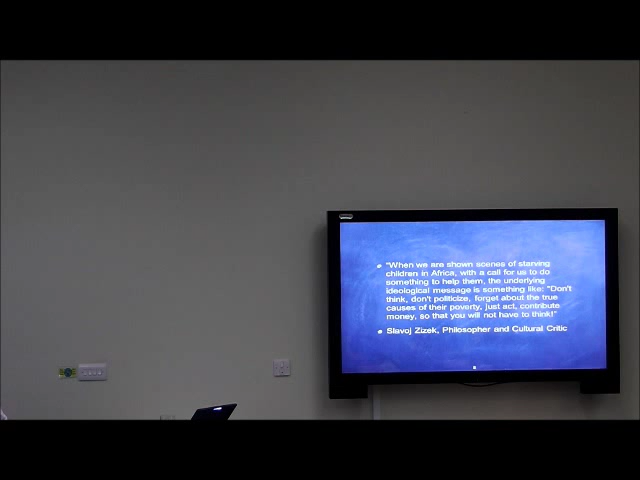 "When we are shown scenes of starving
children in Africa, with a call for us to do
something to help them, the underlying
ideological message is something like: "Don't
think, don't politicize, forget about the true
causes of their poverty, just act, contribute
money, so that you will not have to think!"
Slavoj Zizek, Philosopher and Cultural Critic